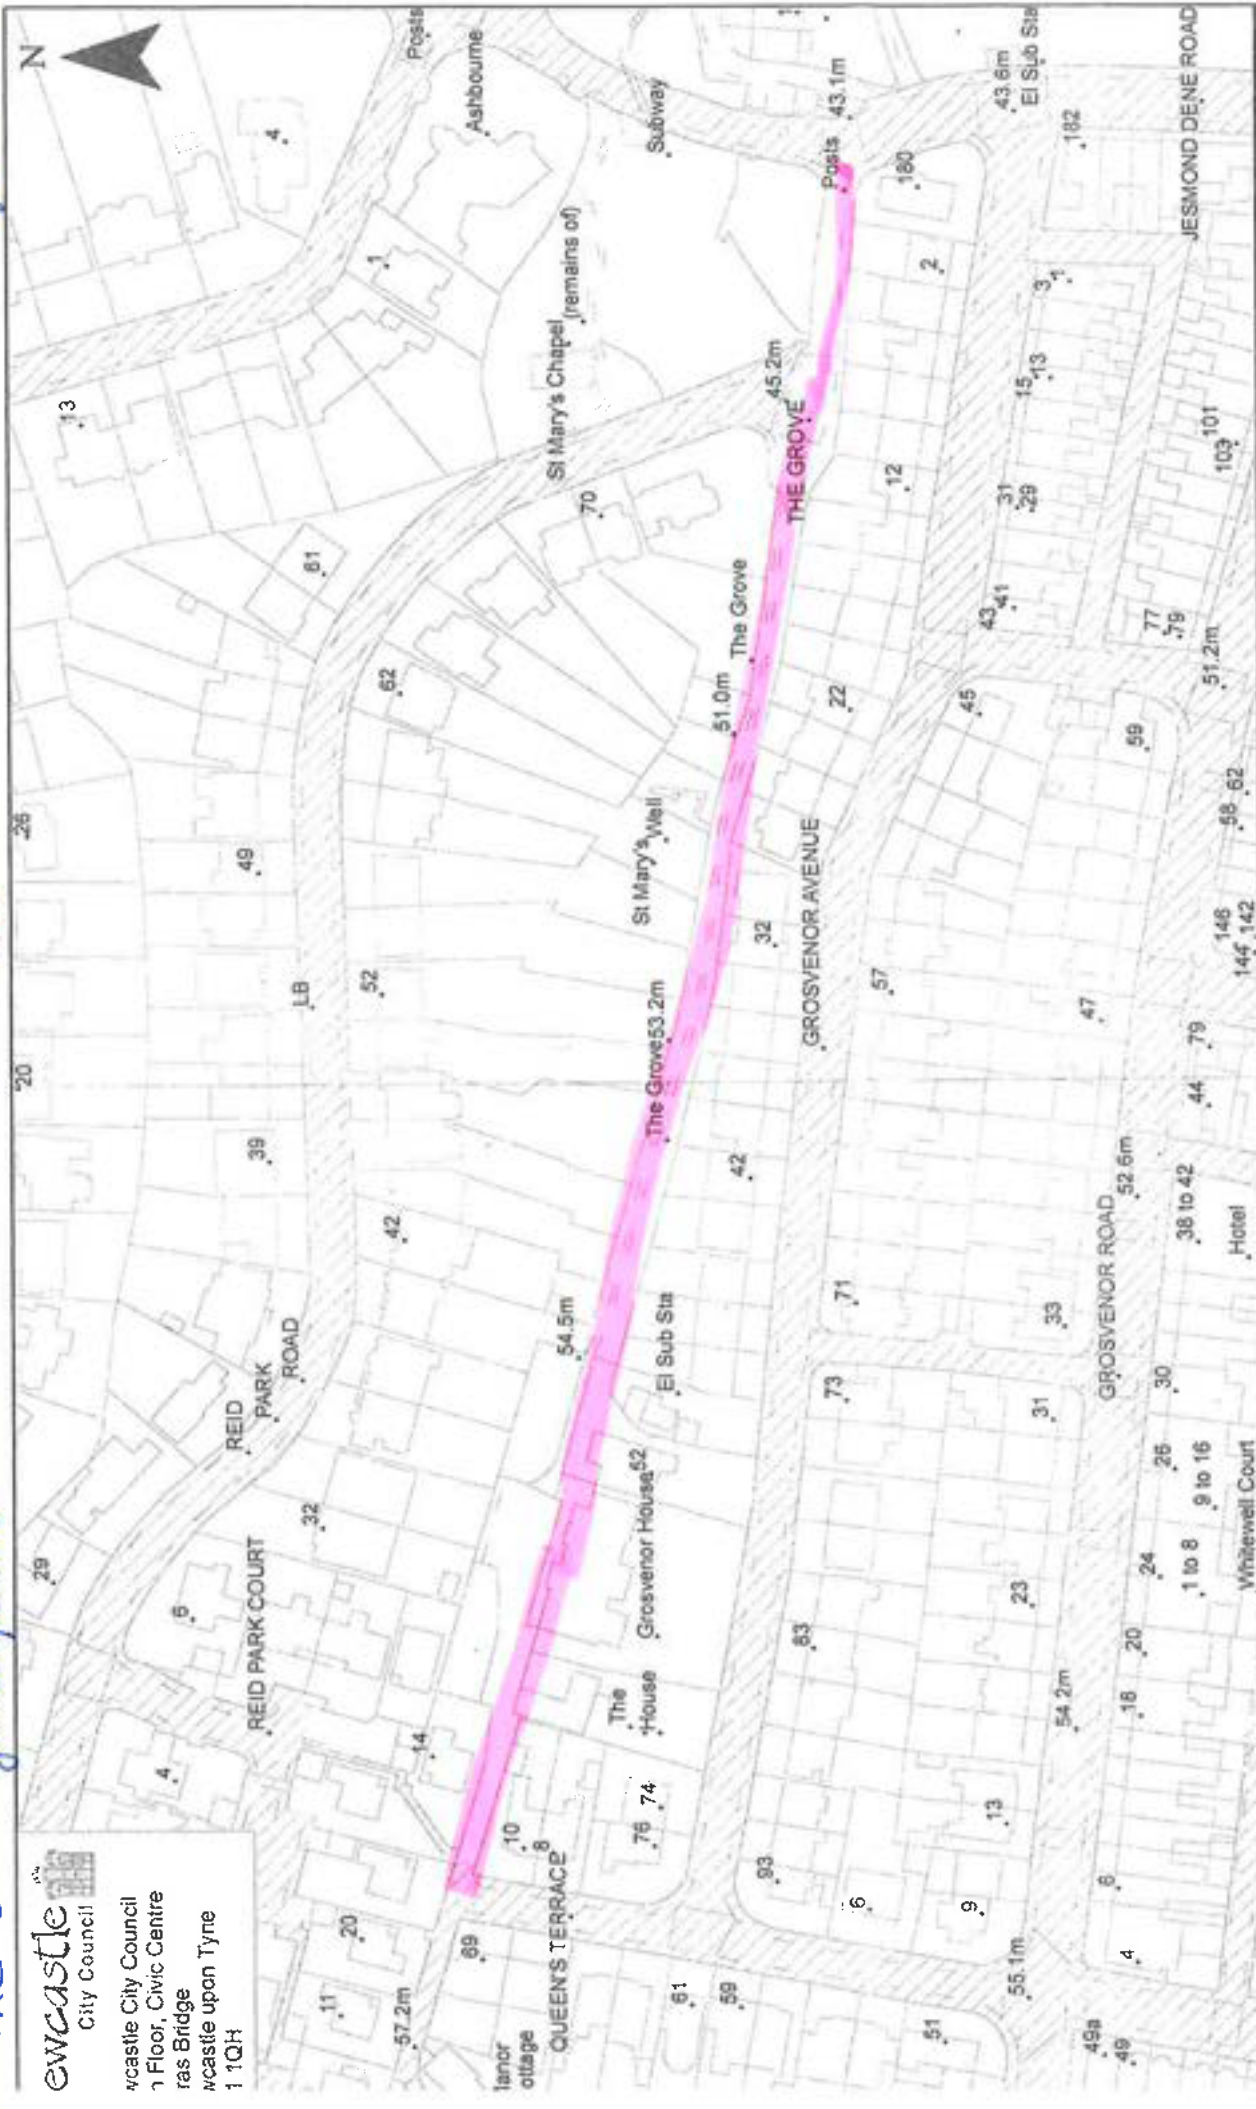 ewcastle
City Council
wcastle City Council
Floor, Civic Centre
ras Bridge
wcastle upon Tyne
1 1QH
N
26
20
13
4
Posts
Ashbourne
1
Subway
St Mary's Chapel
(remains of)
70
61
62
49
LB
52
39
42
REID
PARK
ROAD
29
32
6
REID PARK COURT
4
14
20
11
57.2m
69
10
8
QUEEN'S TERRACE
lanor
ottage
61
59
76
74
The
House
Grosvenor House
52
El Sub Sta
54.5m
The Grove
53.2m
St Mary's Well
51.0m
The Grove
THE GROVE
45.2m
Posts
43.1m
180
2
12
22
32
42
GROSVENOR AVENUE
43.6m
El Sub Sta
182
JESMOND DENE ROAD
3
1
15
13
31
29
43
41
45
101
103
77
79
51.2m
59
57
47
71
73
83
93
6
9
13
23
31
33
GROSVENOR ROAD
52.6m
54.2m
55.1m
51
49a
49
4
6
18
20
24
26
30
1 to 8
9 to 16
Whitewell Court
38 to 42
Hotel
44
79
144
146
142
58
62